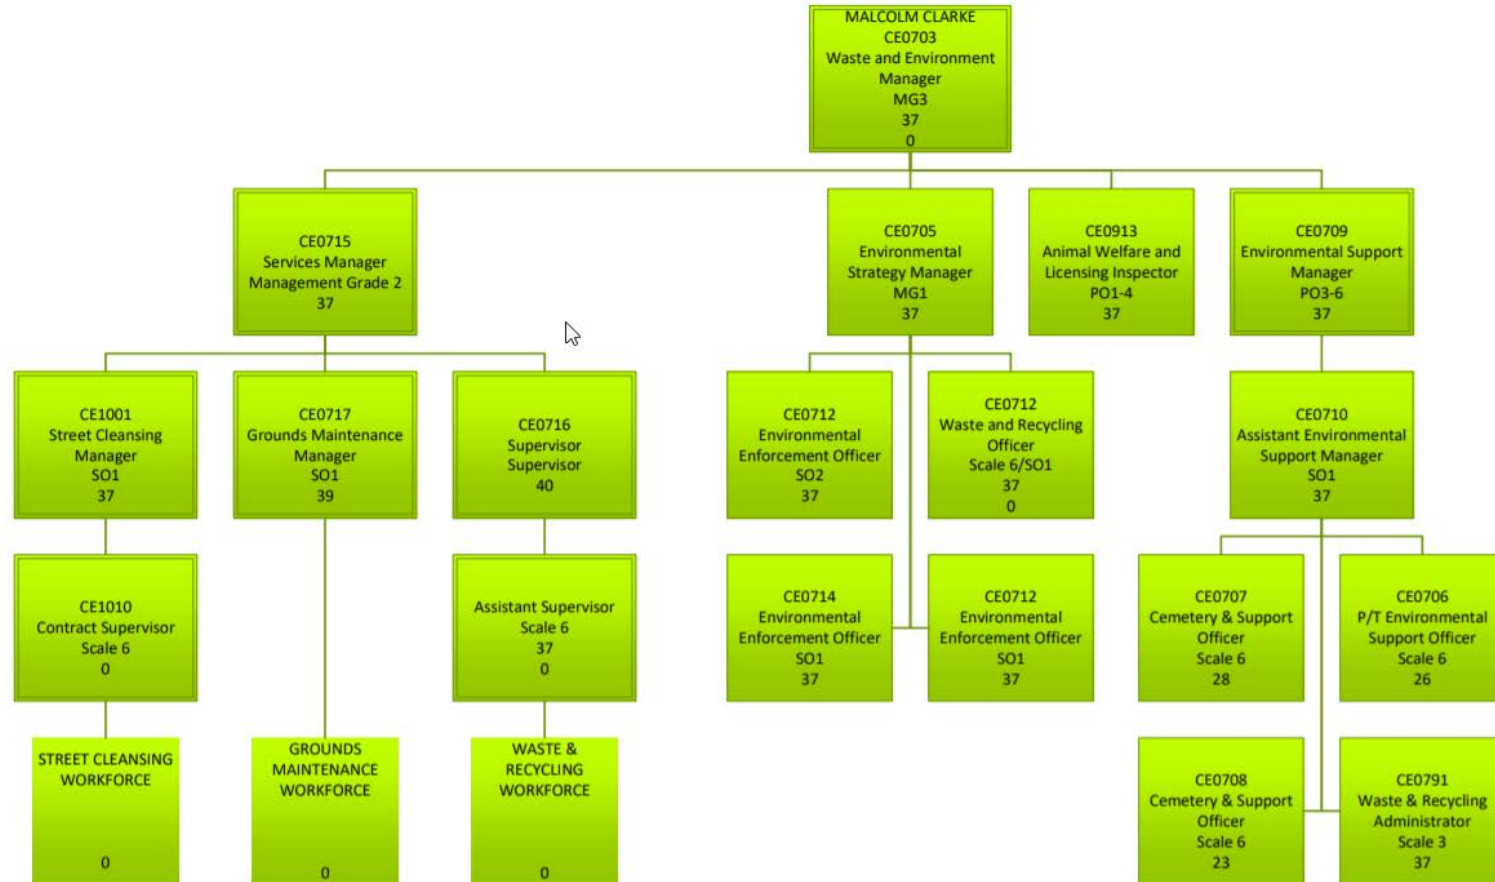 MALCOLM CLARKE
CE0703
Waste and Environment
Manager
MG3
37
0
CE0715
Services Manager
Management Grade 2
37
CE0705
Environmental
Strategy Manager
MG1
37
CE0913
Animal Welfare and
Licensing Inspector
PO1-4
37
CE0709
Environmental Support
Manager
PO3-6
37
CE1001
Street Cleansing
Manager
SO1
37
CE0717
Grounds Maintenance
Manager
SO1
39
CE0716
Supervisor
Supervisor
40
CE0712
Environmental
Enforcement Officer
SO2
37
CE0712
Waste and Recycling
Officer
Scale 6/SO1
37
0
CE0710
Assistant Environmental
Support Manager
SO1
37
CE1010
Contract Supervisor
Scale 6
0
Assistant Supervisor
Scale 6
37
0
CE0714
Environmental
Enforcement Officer
SO1
37
CE0712
Environmental
Enforcement Officer
SO1
37
CE0707
Cemetery & Support
Officer
Scale 6
28
CE0706
P/T Environmental
Support Officer
Scale 6
26
STREET CLEANSING
WORKFORCE
0
GROUNDS
MAINTENANCE
WORKFORCE
0
WASTE &
RECYCLING
WORKFORCE
0
CE0708
Cemetery & Support
Officer
Scale 6
23
CE0791
Waste & Recycling
Administrator
Scale 3
37